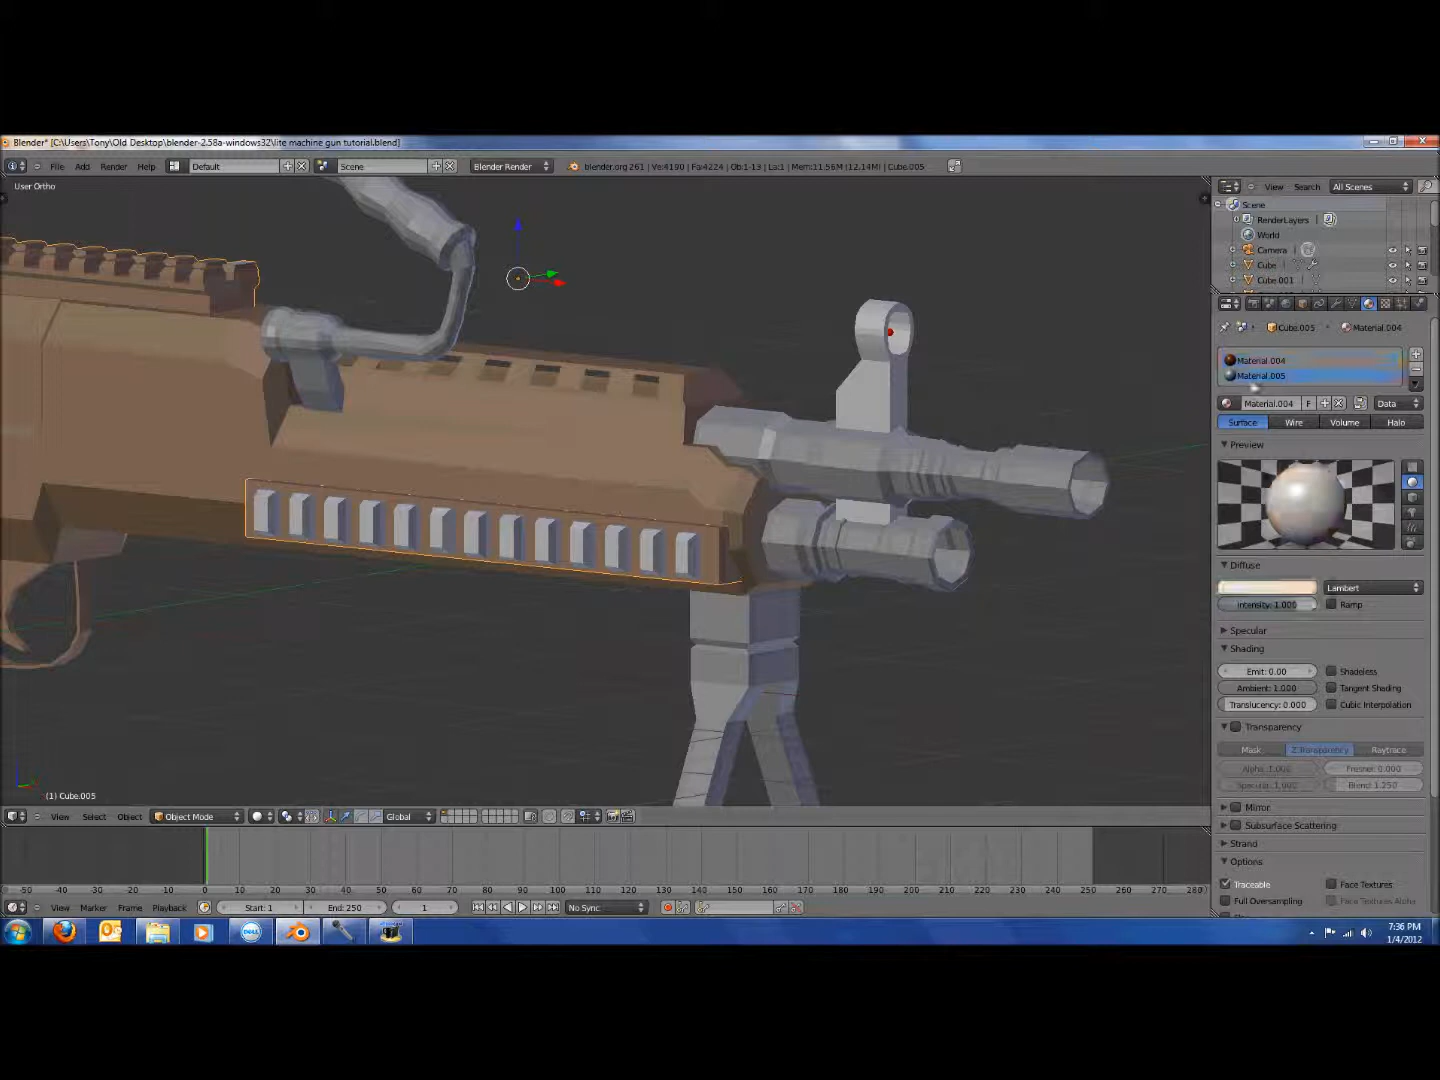 Blender* [C:\Users\Tony\Old Desktop\blender-2.58a-windows32\lite machine gun tutorial.blend]
File Add Render Help Default Scene Blender Render blender.org 261 | Ve:4190 | Fa:4224 | Ob:1-13 | La:1 | Mem:11.56M (12.14M) | Cube.005
User Ortho
View Search All Scenes
Scene
RenderLayers
World
Camera
Cube
Cube.001
Cube.005 Material.004
Material.004
Material.005
Material.004 F Data
Surface Wire Volume Halo
Preview
Diffuse
Lambert
Intensity: 1.000 Ramp
Specular
Shading
Emit: 0.00 Shadeless
Ambient: 1.000 Tangent Shading
Translucency: 0.000 Cubic Interpolation
Transparency
Mask Z Transparency Raytrace
Alpha: 1.000 Fresnel: 0.000
Specular: 1.000 Blend: 1.250
Mirror
Subsurface Scattering
Strand
Options
Traceable Face Textures
Full Oversampling Face Textures Alpha
(1) Cube.005
View Select Object Object Mode Global
-50 -40 -30 -20 -10 0 10 20 30 40 50 60 70 80 90 100 110 120 130 140 150 160 170 180 190 200 210 220 230 240 250 260 270 280
View Marker Frame Playback Start: 1 End: 250 1 No Sync
DELL
7:36 PM
1/4/2012